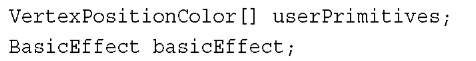 VertexPositionColor[] userPrimitives;
BasicEffect basicEffect;